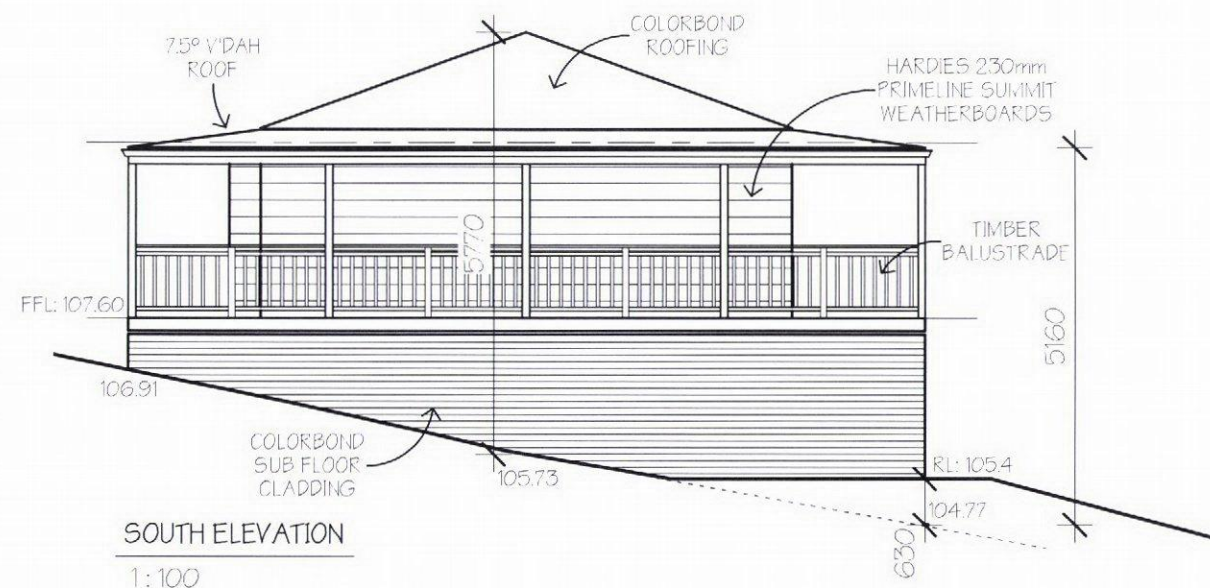 COLORBOND
ROOFING
7.5° V'DAH
ROOF
HARDIES 230mm
PRIMELINE SUMMIT
WEATHERBOARDS
5770
TIMBER
BALUSTRADE
FFL: 107.60
5160
106.91
COLORBOND
SUB FLOOR
CLADDING
105.73
RL: 105.4
104.77
630
SOUTH ELEVATION
1:100